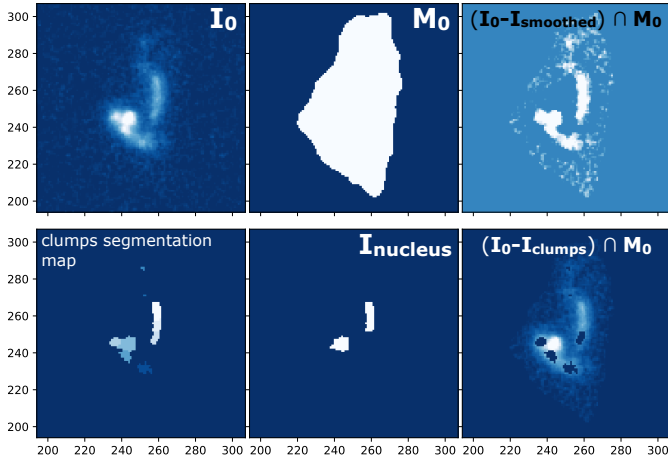 I₀
M₀
(I₀-Iₛₘₒₒₜₕₑd) ∩ M₀
300
280
260
240
220
200
clumps segmentation
map
Iₙᵤcₗₑᵤₛ
(I₀-I_clumps) ∩ M₀
300
280
260
240
220
200
200 220 240 260 280 300
200 220 240 260 280 300
200 220 240 260 280 300